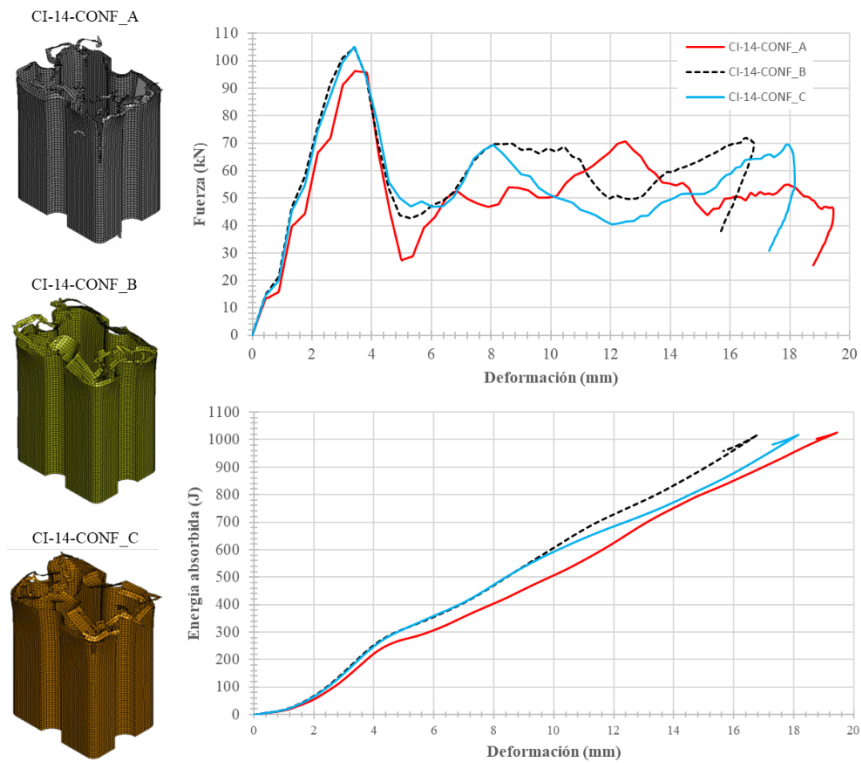 CI-14-CONF_A
CI-14-CONF_B
CI-14-CONF_C
110
100
90
80
70
60
50
40
30
20
10
0
Fuerza (kN)
0 2 4 6 8 10 12 14 16 18 20
Deformación (mm)
CI-14-CONF_A
CI-14-CONF_B
CI-14-CONF_C
1100
1000
900
800
700
600
500
400
300
200
100
0
Energía absorbida (J)
0 2 4 6 8 10 12 14 16 18 20
Deformación (mm)